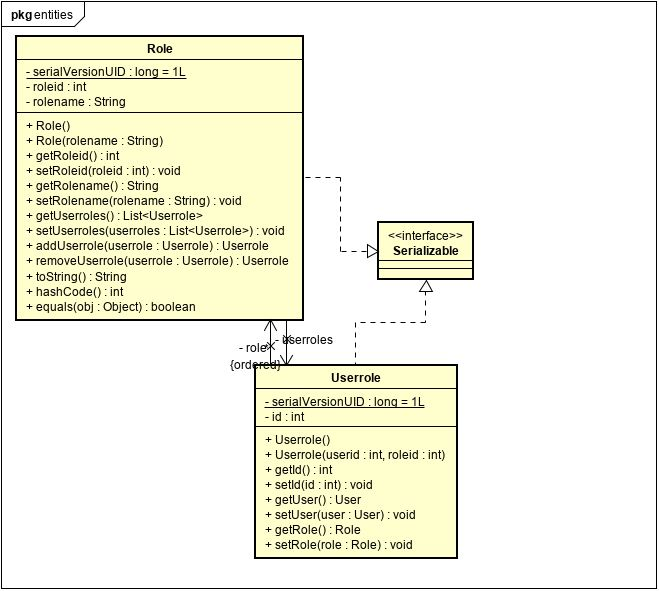 pkg entities
Role
- serialVersionUID : long = 1L
- roleid : int
- rolename : String
+ Role()
+ Role(rolename : String)
+ getRoleid() : int
+ setRoleid(roleid : int) : void
+ getRolename() : String
+ setRolename(rolename : String) : void
+ getUserroles() : List<Userrole>
+ setUserroles(userroles : List<Userrole>) : void
+ addUserrole(userrole : Userrole) : Userrole
+ removeUserrole(userrole : Userrole) : Userrole
+ toString() : String
+ hashCode() : int
+ equals(obj : Object) : boolean
<<interface>>
Serializable
- role
- userroles
{ordered}
Userrole
- serialVersionUID : long = 1L
- id : int
+ Userrole()
+ Userrole(userid : int, roleid : int)
+ getId() : int
+ setId(id : int) : void
+ getUser() : User
+ setUser(user : User) : void
+ getRole() : Role
+ setRole(role : Role) : void